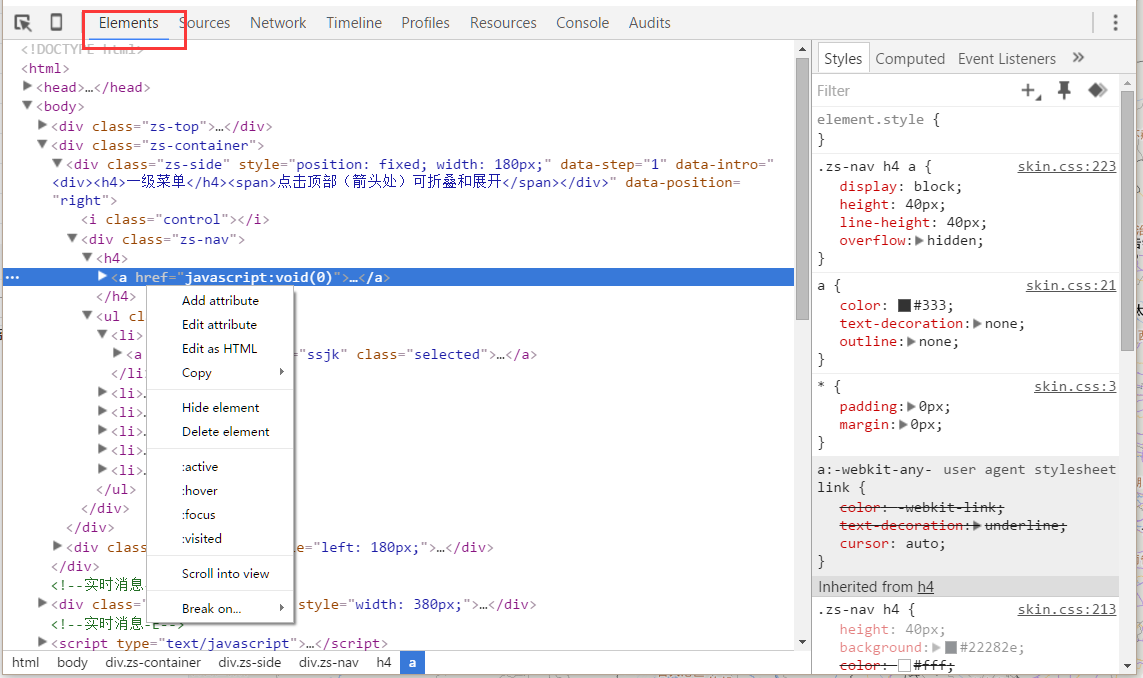 Elements Sources Network Timeline Profiles Resources Console Audits
<!DOCTYPE html>
<html>
<head>…</head>
<body>
<div class="zs-top">…</div>
<div class="zs-container">
<div class="zs-side" style="position: fixed; width: 180px;" data-step="1" data-intro="
<div><h4>一级菜单</h4><span>点击顶部（箭头处）可折叠和展开</span></div>" data-position=
"right">
<i class="control"></i>
<div class="zs-nav">
<h4>
<a href="javascript:void(0)">…</a>
</h4>
<ul cl
<li>
<a ="ssjk" class="selected">…</a>
</li
<li>.
<li>.
<li>.
<li>.
<li>.
</ul>
</div>
</div>
<div clas e="left: 180px;">…</div>
</div>
<!--实时消息
<div class=" style="width: 380px;">…</div>
<!--实时消息-E-->
<script type="text/javascript">…</script>
html body div.zs-container div.zs-side div.zs-nav h4 a
Add attribute
Edit attribute
Edit as HTML
Copy
Hide element
Delete element
:active
:hover
:focus
:visited
Scroll into view
Break on...
Styles Computed Event Listeners »
Filter
element.style {
}
.zs-nav h4 a { skin.css:223
display: block;
height: 40px;
line-height: 40px;
overflow: hidden;
}
a { skin.css:21
color: #333;
text-decoration: none;
outline: none;
}
* { skin.css:3
padding: 0px;
margin: 0px;
}
a:-webkit-any- user agent stylesheet
link {
color: -webkit-link;
text-decoration: underline;
cursor: auto;
}
Inherited from h4
.zs-nav h4 { skin.css:213
height: 40px;
background: #22282e;
color: #fff;